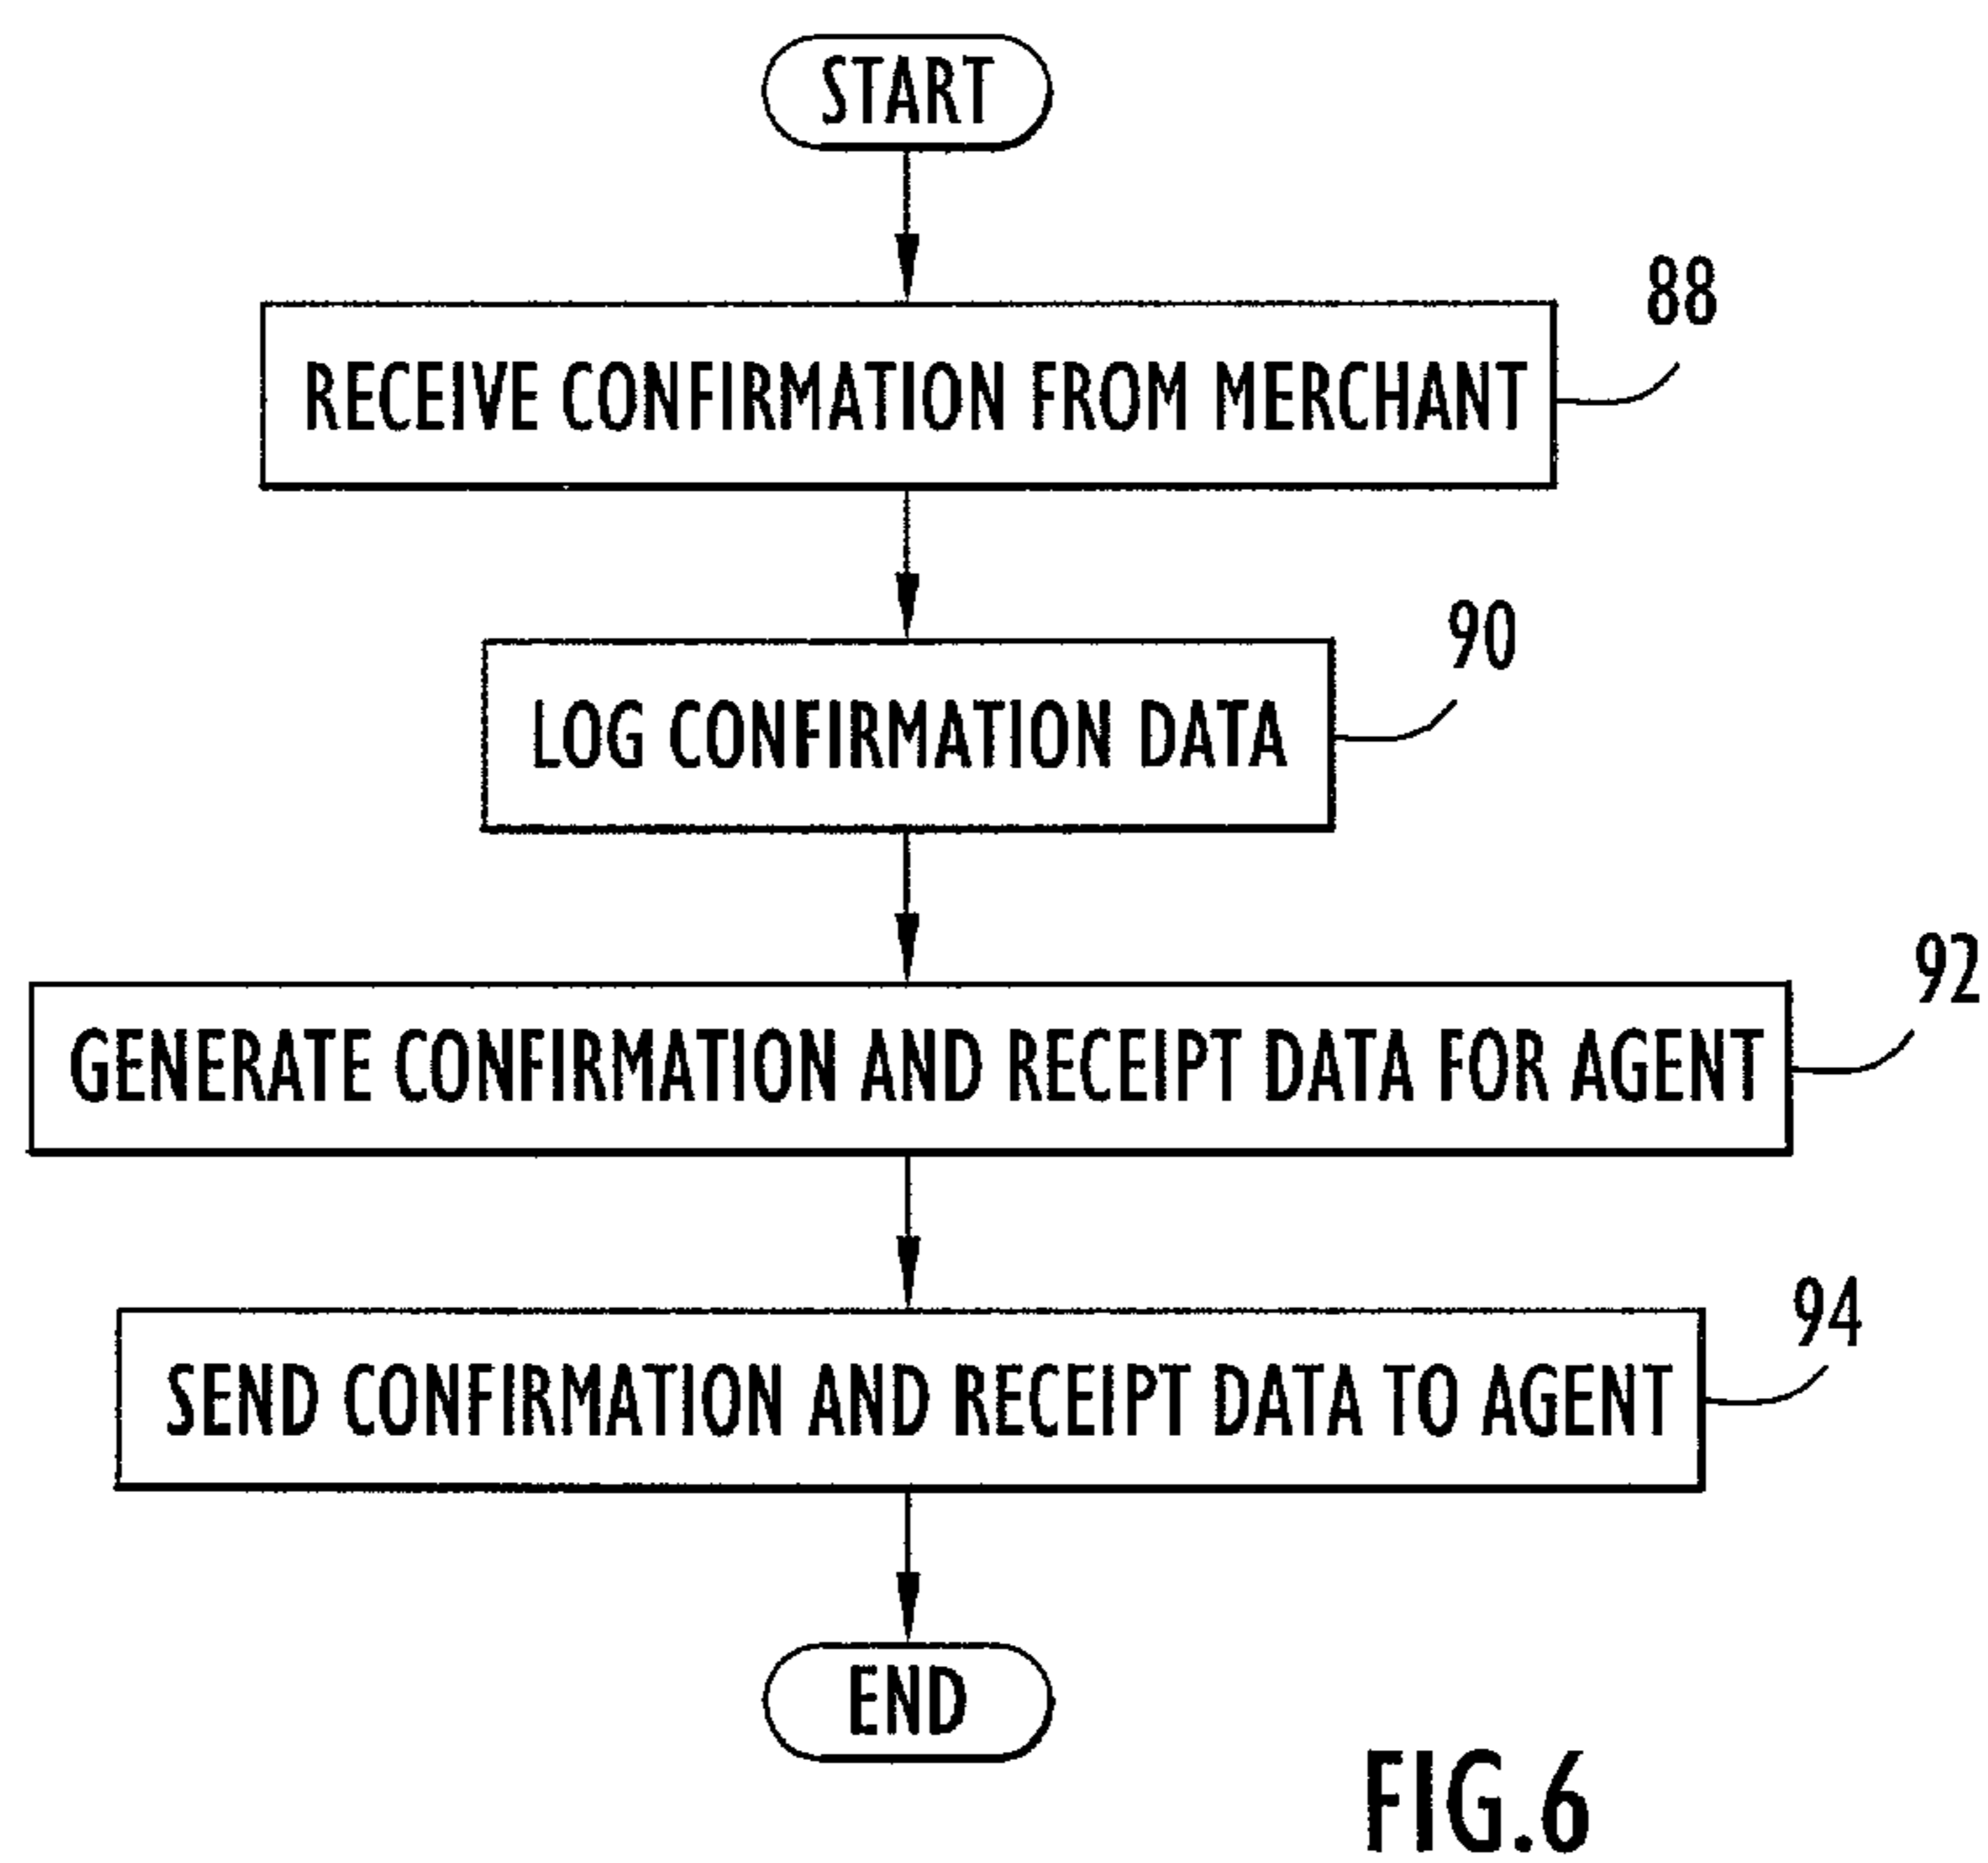 START
88
RECEIVE CONFIRMATION FROM MERCHANT
90
LOG CONFIRMATION DATA
92
GENERATE CONFIRMATION AND RECEIPT DATA FOR AGENT
94
SEND CONFIRMATION AND RECEIPT DATA TO AGENT
END
FIG.6